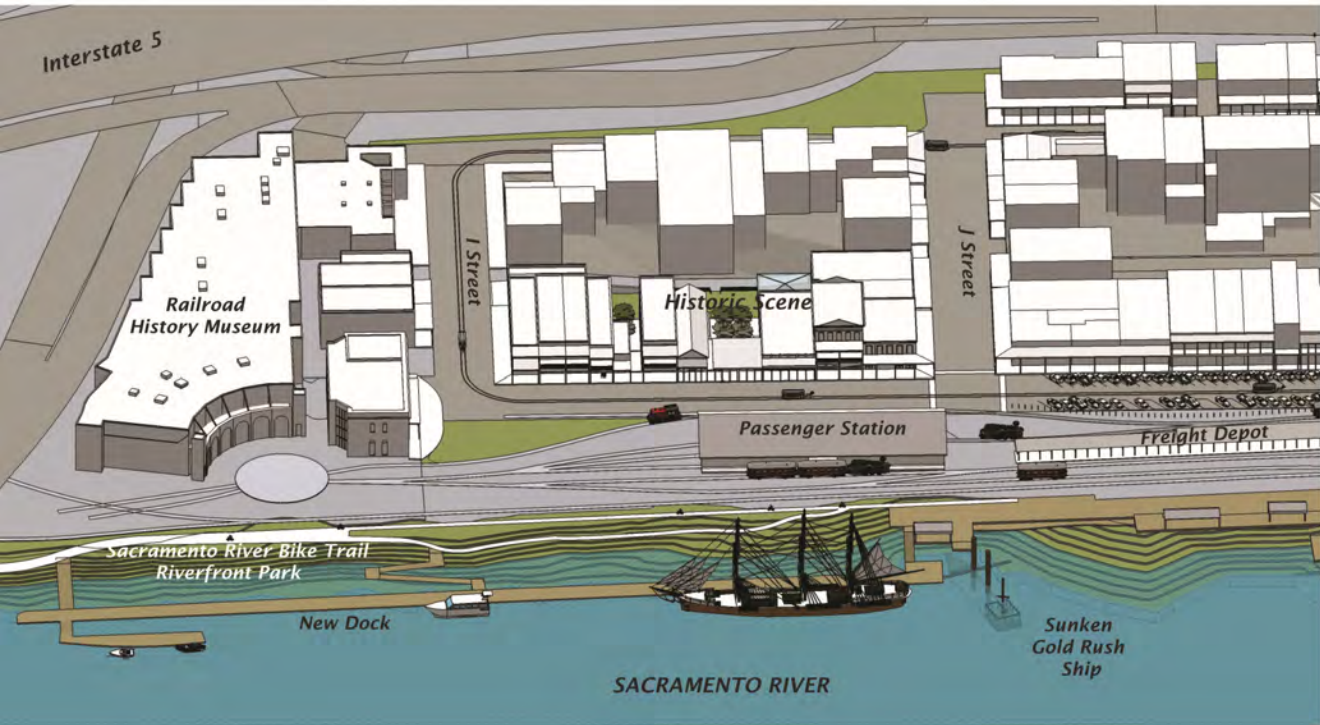 Interstate 5
I Street
J Street
Railroad
History Museum
Historic Scene
Passenger Station
Freight Depot
Sacramento River Bike Trail
Riverfront Park
New Dock
Sunken
Gold Rush
Ship
SACRAMENTO RIVER